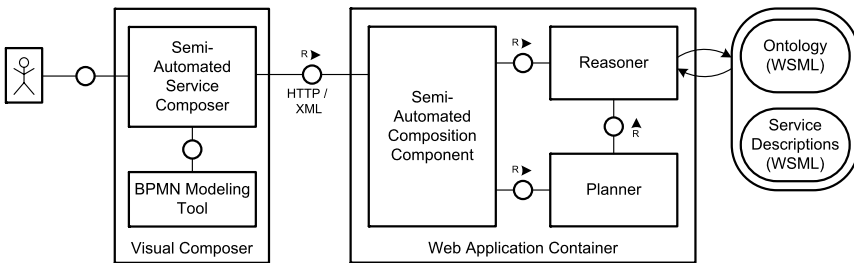 Semi-
Automated
Service
Composer
BPMN Modeling
Tool
Visual Composer
R
HTTP /
XML
Semi-
Automated
Composition
Component
R
Reasoner
R
R
Planner
Web Application Container
Ontology
(WSML)
Service
Descriptions
(WSML)